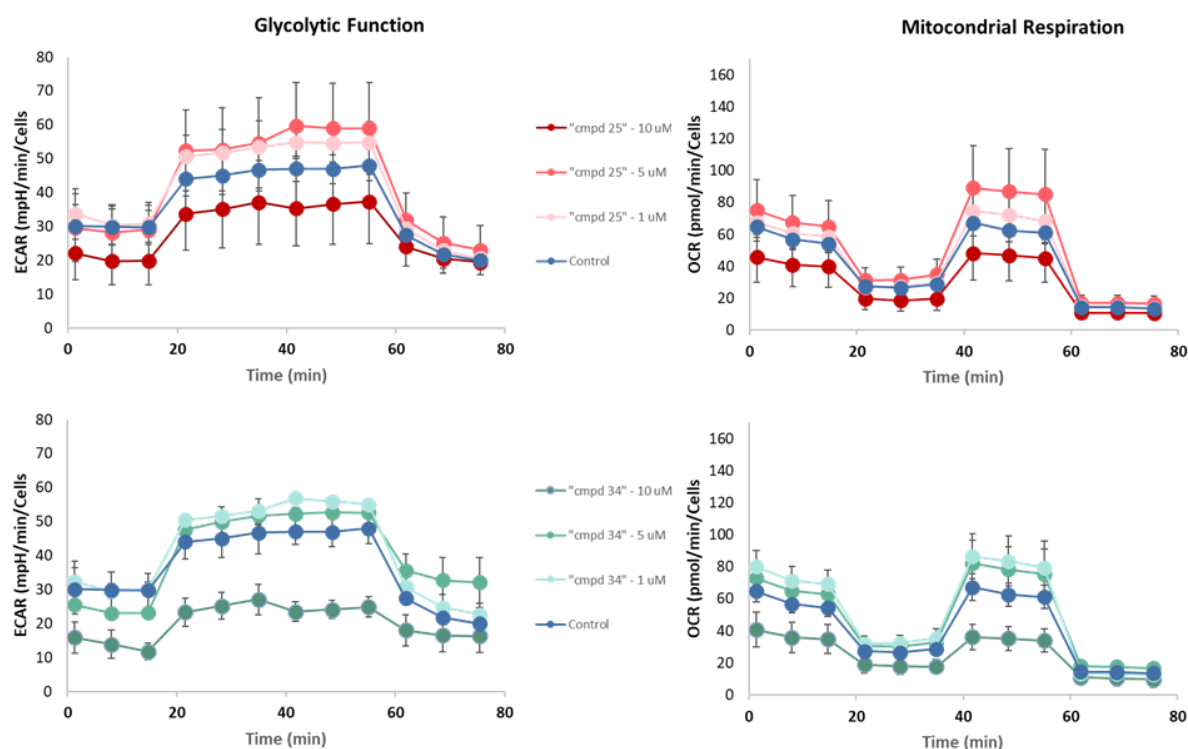 Glycolytic Function
ECAR (mpH/min/Cells)
80
70
60
50
40
30
20
10
0
0 20 40 60 80
Time (min)
"cmpd 25" - 10 uM
"cmpd 25" - 5 uM
"cmpd 25" - 1 uM
Control
Mitocondrial Respiration
OCR (pmol/min/Cells)
160
140
120
100
80
60
40
20
0
0 20 40 60 80
Time (min)
ECAR (mpH/min/Cells)
80
70
60
50
40
30
20
10
0
0 20 40 60 80
Time (min)
"cmpd 34" - 10 uM
"cmpd 34" - 5 uM
"cmpd 34" - 1 uM
Control
OCR (pmol/min/Cells)
160
140
120
100
80
60
40
20
0
0 20 40 60 80
Time (min)